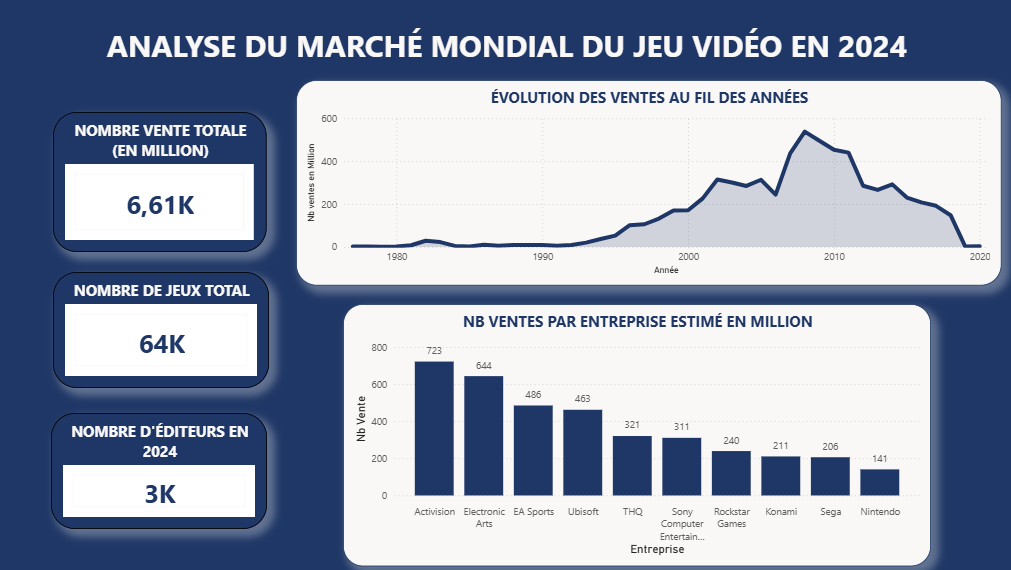 ANALYSE DU MARCHÉ MONDIAL DU JEU VIDÉO EN 2024
NOMBRE VENTE TOTALE
(EN MILLION)
6,61K
NOMBRE DE JEUX TOTAL
64K
NOMBRE D'ÉDITEURS EN
2024
3K
ÉVOLUTION DES VENTES AU FIL DES ANNÉES
Nb ventes en Million
600
400
200
0
1980 1990 2000 2010 2020
Année
NB VENTES PAR ENTREPRISE ESTIMÉ EN MILLION
Nb Vente
800
600
400
200
0
723 644 486 463 321 311 240 211 206 141
Activision Electronic EA Sports Ubisoft THQ Sony Rockstar Konami Sega Nintendo
Arts Computer Games
Entertain...
Entreprise